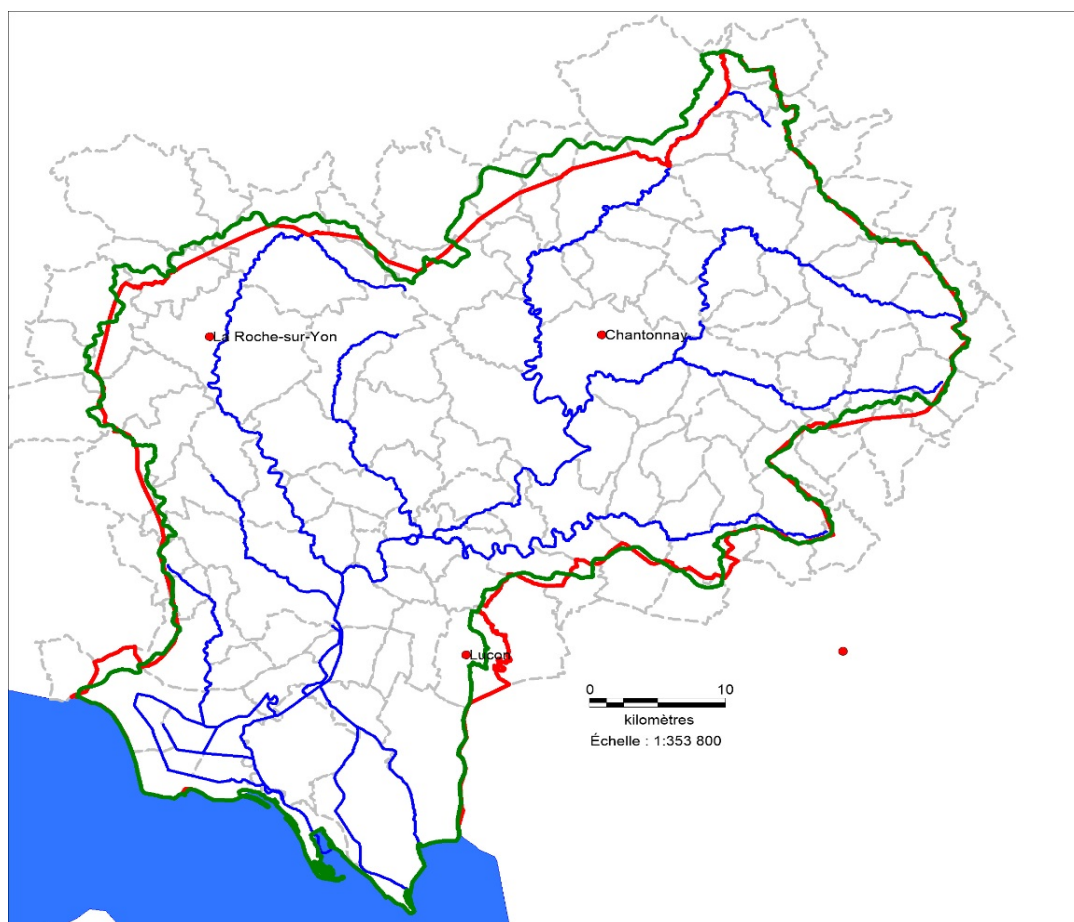 Chantonnay
La Roche-sur-Yon
Luçon
0 10
kilomètres
Échelle : 1:353 800